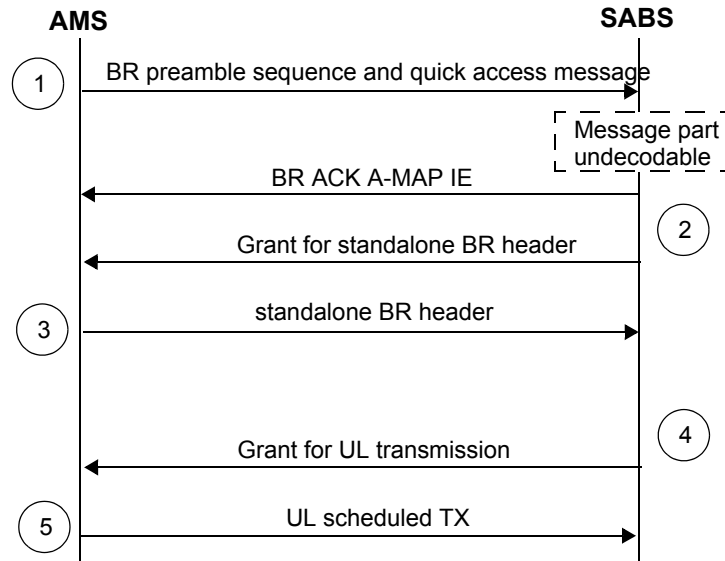 AMS
SABS
1
BR preamble sequence and quick access message
Message part
undecodable
BR ACK A-MAP IE
2
Grant for standalone BR header
standalone BR header
3
4
Grant for UL transmission
5
UL scheduled TX